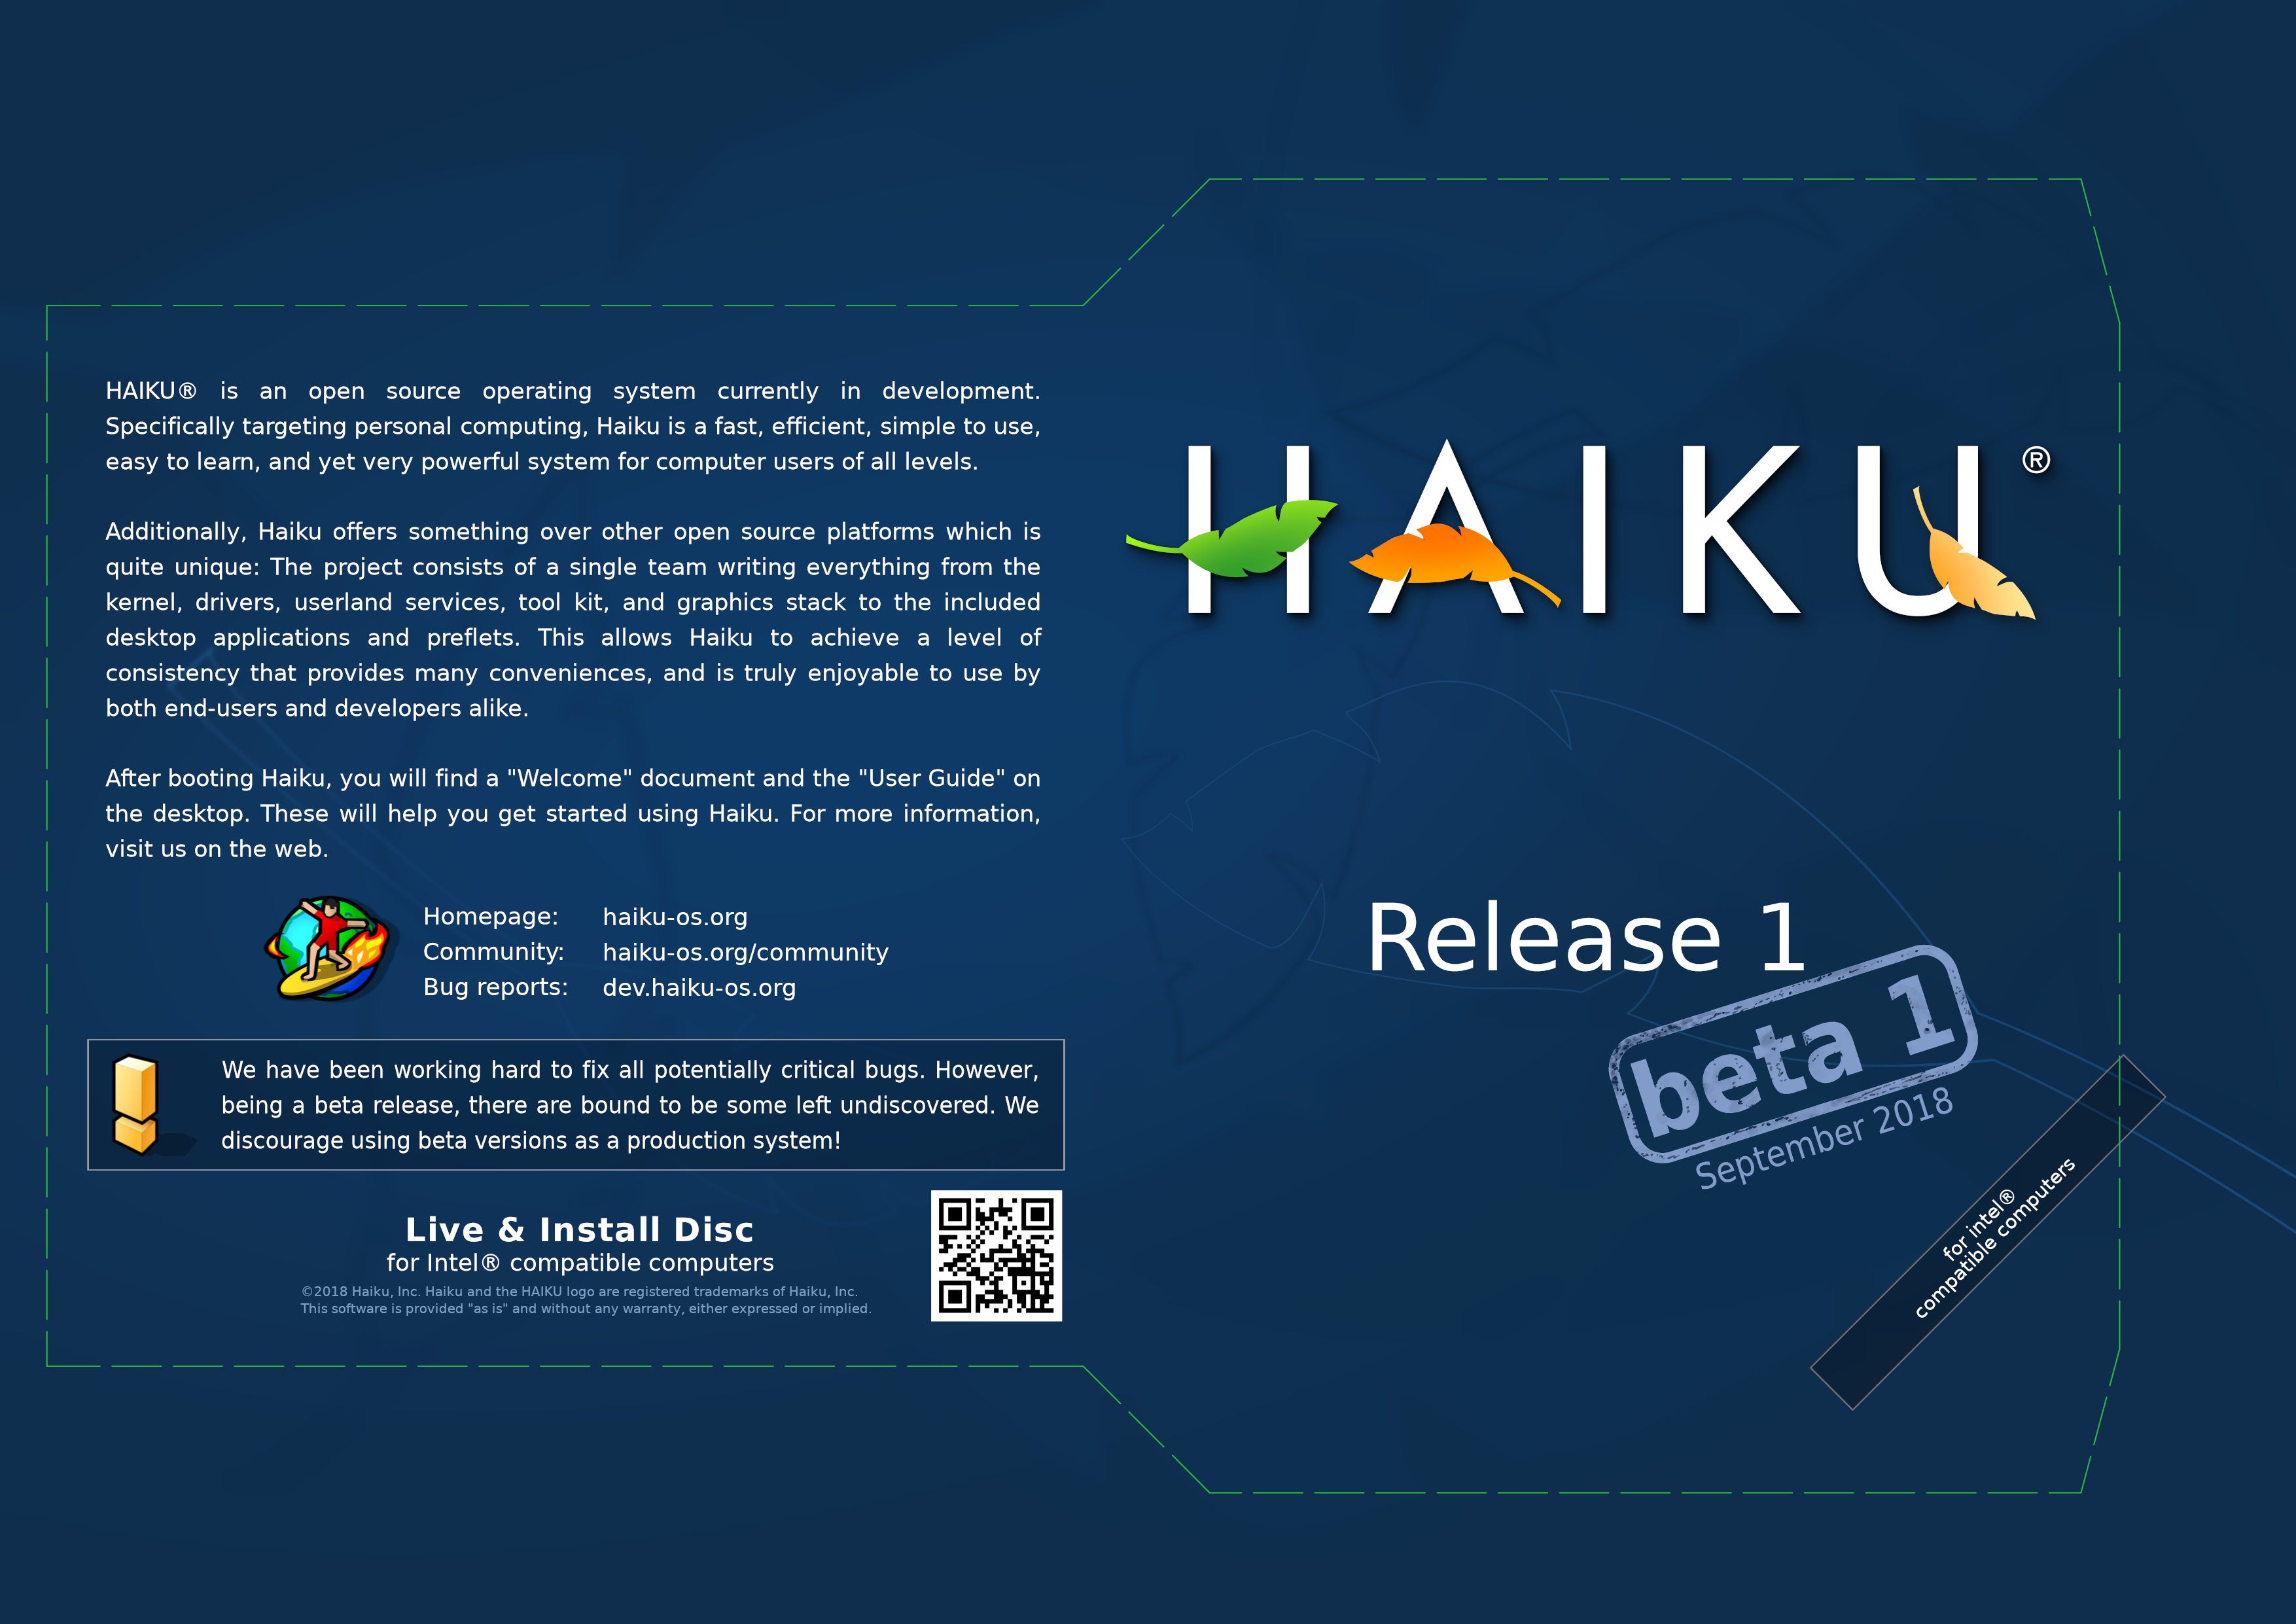 HAIKU® is an open source operating system currently in development.
Specifically targeting personal computing, Haiku is a fast, efficient, simple to use,
easy to learn, and yet very powerful system for computer users of all levels.
Additionally, Haiku offers something over other open source platforms which is
quite unique: The project consists of a single team writing everything from the
kernel, drivers, userland services, tool kit, and graphics stack to the included
desktop applications and preflets. This allows Haiku to achieve a level of
consistency that provides many conveniences, and is truly enjoyable to use by
both end-users and developers alike.
After booting Haiku, you will find a "Welcome" document and the "User Guide" on
the desktop. These will help you get started using Haiku. For more information,
visit us on the web.
Homepage: haiku-os.org
Community: haiku-os.org/community
Bug reports: dev.haiku-os.org
We have been working hard to fix all potentially critical bugs. However,
being a beta release, there are bound to be some left undiscovered. We
discourage using beta versions as a production system!
Live & Install Disc
for Intel® compatible computers
©2018 Haiku, Inc. Haiku and the HAIKU logo are registered trademarks of Haiku, Inc.
This software is provided "as is" and without any warranty, either expressed or implied.
HAIKU®
Release 1
beta 1
September 2018
for intel®
compatible computers